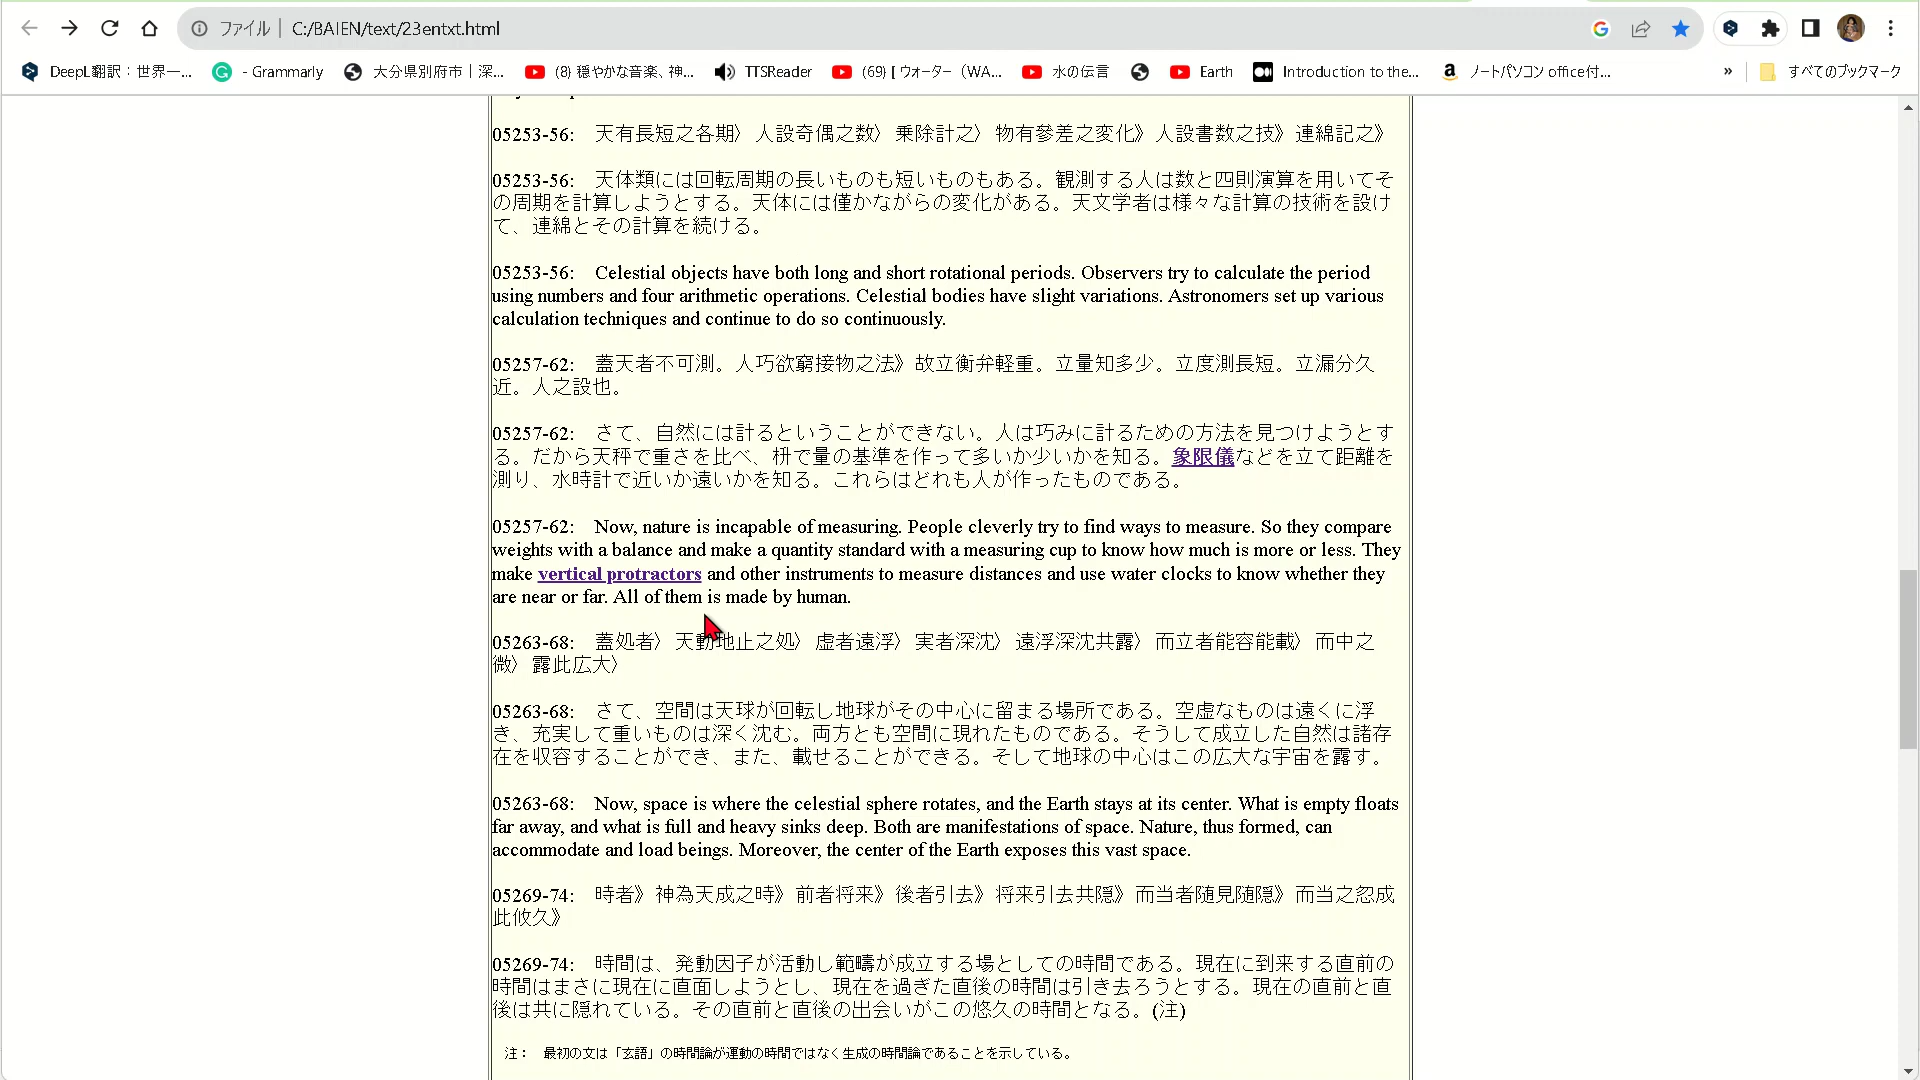 ファイル | C:/BAIEN/text/23entxt.html
DeepL翻訳：世界一... - Grammarly 大分県別府市｜深... (8) 穏やかな音楽、神... TTSReader (69) [ ウォーター（WA... 水の伝言 Earth Introduction to the... ノートパソコン office付... » すべてのブックマーク
05253-56: 天有長短之各期〉 人設奇偶之数〉 乗除計之〉 物有參差之変化》 人設書数之技》 連綿記之》
05253-56: 天体類には回転周期の長いものも短いものもある。観測する人は数と四則演算を用いてそ
の周期を計算しようとする。天体には僅かながらの変化がある。天文学者は様々な計算の技術を設け
て、連綿とその計算を続ける。
05253-56: Celestial objects have both long and short rotational periods. Observers try to calculate the period
using numbers and four arithmetic operations. Celestial bodies have slight variations. Astronomers set up various
calculation techniques and continue to do so continuously.
05257-62: 蓋天者不可測。人巧欲窮接物之法》故立衡弁軽重。立量知多少。立度測長短。立漏分久
近。人之設也。
05257-62: さて、自然には計るということができない。人は巧みに計るための方法を見つけようとす
る。だから天秤で重さを比べ、枡で量の基準を作って多いか少いかを知る。象限儀などを立て距離を
測り、水時計で近いか遠いかを知る。これらはどれも人が作ったものである。
05257-62: Now, nature is incapable of measuring. People cleverly try to find ways to measure. So they compare
weights with a balance and make a quantity standard with a measuring cup to know how much is more or less. They
make vertical protractors and other instruments to measure distances and use water clocks to know whether they
are near or far. All of them is made by human.
05263-68: 蓋処者〉 天動地止之処〉 虚者遠浮〉 実者深沈〉 遠浮深沈共露〉 而立者能容能載〉 而中之
微〉 露此広大〉
05263-68: さて、空間は天球が回転し地球がその中心に留まる場所である。空虚なものは遠くに浮
き、充実して重いものは深く沈む。両方とも空間に現れたものである。そうして成立した自然は諸存
在を収容することができ、また、載せることができる。そして地球の中心はこの広大な宇宙を露す。
05263-68: Now, space is where the celestial sphere rotates, and the Earth stays at its center. What is empty floats
far away, and what is full and heavy sinks deep. Both are manifestations of space. Nature, thus formed, can
accommodate and load beings. Moreover, the center of the Earth exposes this vast space.
05269-74: 時者》 神為天成之時》 前者将来》 後者引去》 将来引去共隠》 而当者随見随隠》 而当之忽成
此攸久》
05269-74: 時間は、発動因子が活動し範疇が成立する場としての時間である。現在に到来する直前の
時間はまさに現在に直面しようとし、現在を過ぎた直後の時間は引き去ろうとする。現在の直前と直
後は共に隠れている。その直前と直後の出会いがこの悠久の時間となる。(注)
注： 最初の文は「玄語」の時間論が運動の時間ではなく生成の時間論であることを示している。